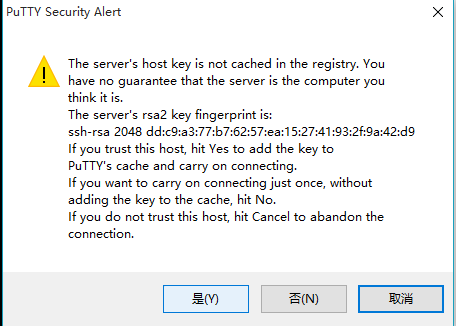 PuTTY Security Alert
The server's host key is not cached in the registry. You
have no guarantee that the server is the computer you
think it is.
The server's rsa2 key fingerprint is:
ssh-rsa 2048 dd:c9:a3:77:b7:62:57:ea:15:27:41:93:2f:9a:42:d9
If you trust this host, hit Yes to add the key to
PuTTY's cache and carry on connecting.
If you want to carry on connecting just once, without
adding the key to the cache, hit No.
If you do not trust this host, hit Cancel to abandon the
connection.
是(Y) 否(N) 取消